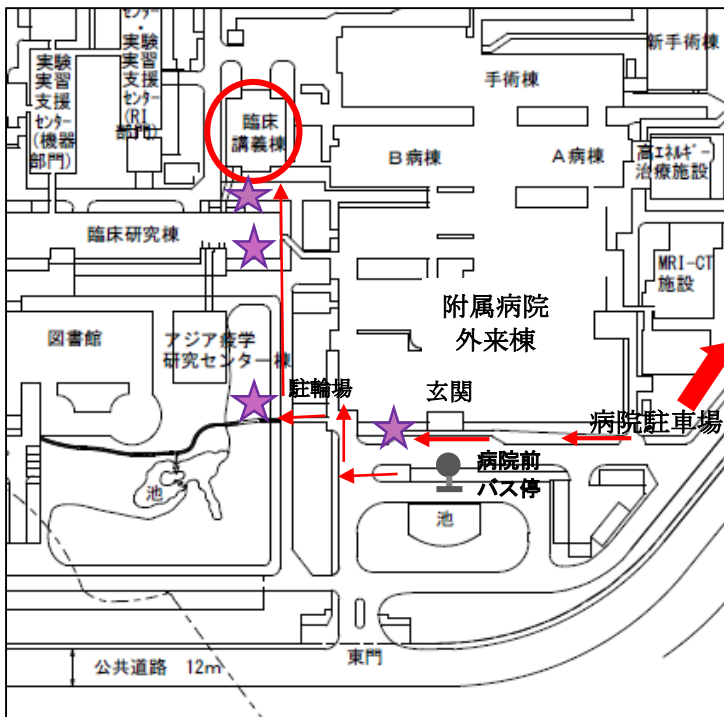 センター
・
実験
実習
支援
センター
(RI
部門)
実験
実習
支援
センター
(機器
部門)
臨床
講義棟
手術棟
新手術棟
B病棟
A病棟
高エネルギー
治療施設
臨床研究棟
MRI-CT
施設
附属病院
外来棟
図書館
アジア疫学
研究センター棟
駐輪場
玄関
病院駐車場
病院前
バス停
池
池
東門
公共道路 12m